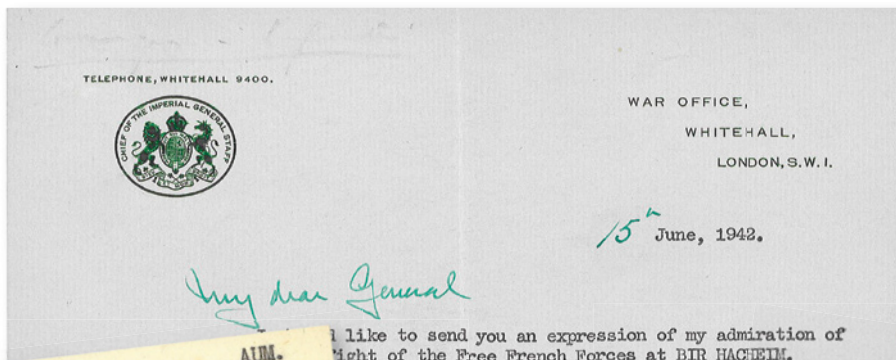 TELEPHONE, WHITEHALL 9400.
CHIEF OF THE IMPERIAL GENERAL STAFF
WAR OFFICE,
WHITEHALL,
LONDON, S.W.1.
15th June, 1942.
My dear General
like to send you an expression of my admiration of
AUM.
of the Free French Forces at BIR HACHEIM.